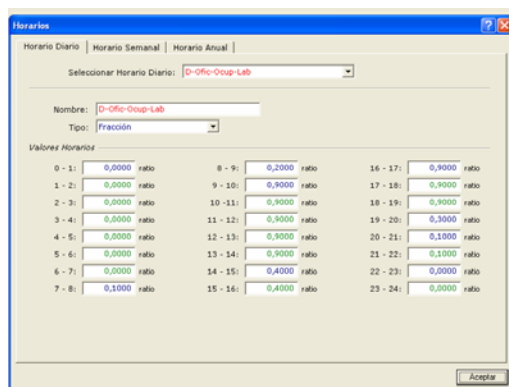 Horarios
Horario Diario | Horario Semanal | Horario Anual |
Seleccionar Horario Diario: D-Ofic-Ocup-Lab
Nombre: D-Ofic-Ocup-Lab
Tipo: Fracción
Valores Horarios
0 - 1: 0,0000 ratio 8 - 9: 0,2000 ratio 16 - 17: 0,9000 ratio
1 - 2: 0,0000 ratio 9 - 10: 0,9000 ratio 17 - 18: 0,9000 ratio
2 - 3: 0,0000 ratio 10 -11: 0,9000 ratio 18 - 19: 0,9000 ratio
3 - 4: 0,0000 ratio 11 - 12: 0,9000 ratio 19 - 20: 0,3000 ratio
4 - 5: 0,0000 ratio 12 - 13: 0,9000 ratio 20 - 21: 0,1000 ratio
5 - 6: 0,0000 ratio 13 - 14: 0,9000 ratio 21 - 22: 0,1000 ratio
6 - 7: 0,0000 ratio 14 - 15: 0,4000 ratio 22 - 23: 0,0000 ratio
7 - 8: 0,1000 ratio 15 - 16: 0,4000 ratio 23 - 24: 0,0000 ratio
Aceptar